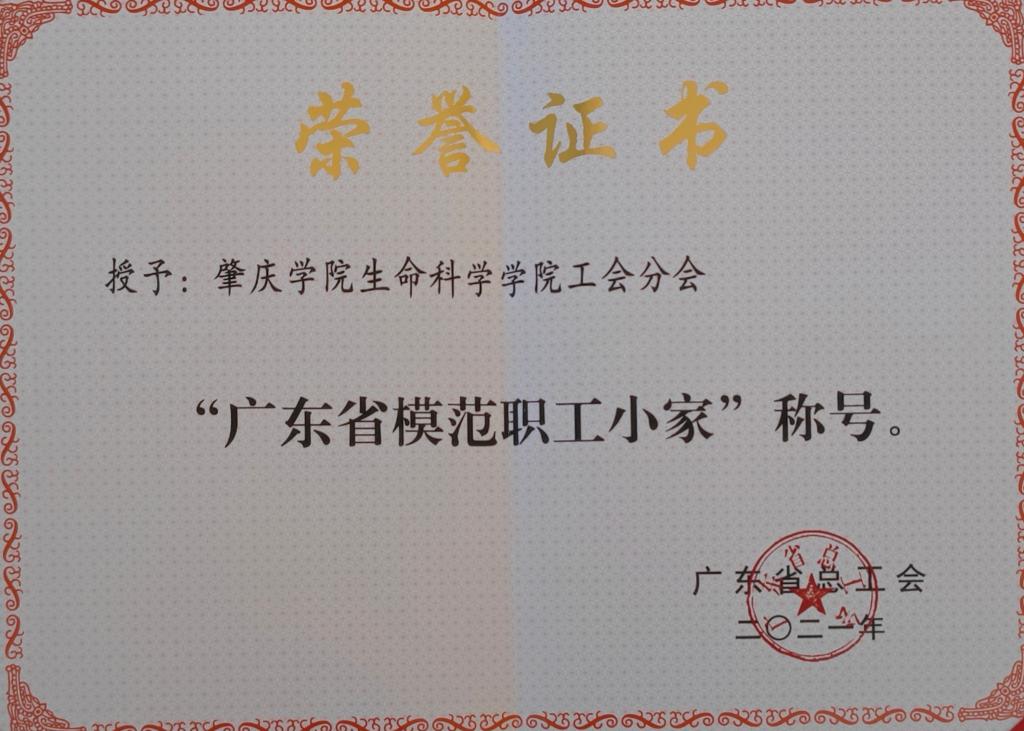 荣誉证书
授予：肇庆学院生命科学学院工会分会
“广东省模范职工小家”称号。
广东省总工会
二〇二一年